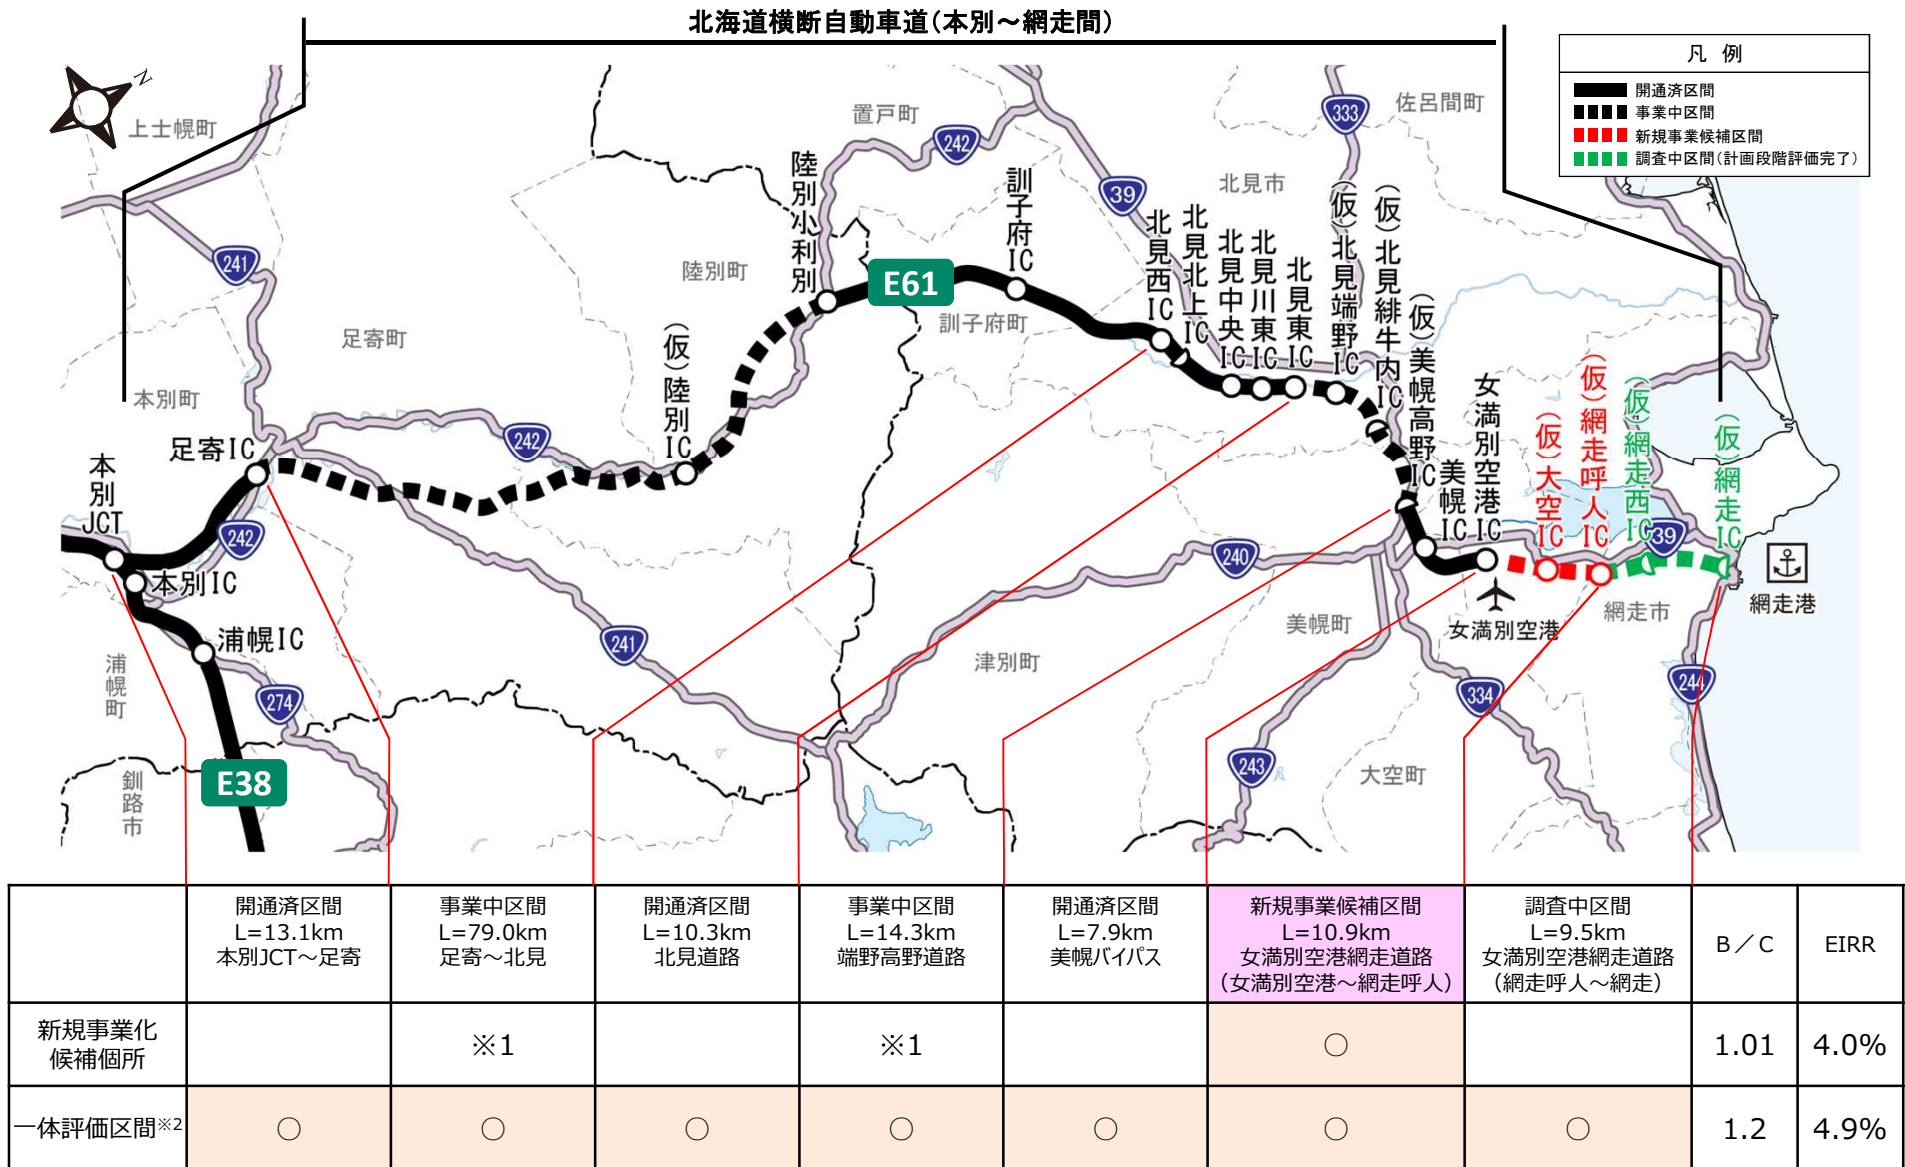 北海道横断自動車道(本別～網走間)
凡 例
開通済区間
事業中区間
新規事業候補区間
調査中区間(計画段階評価完了)
N
上士幌町
置戸町
佐呂間町
北見市
陸別町
訓子府町
足寄町
本別町
浦幌町
釧路市
津別町
美幌町
大空町
網走市
241
242
39
333
242
242
241
274
240
243
334
39
244
E61
E38
本別JCT
本別IC
浦幌IC
足寄IC
(仮)陸別IC
陸別小利別
訓子府IC
北見西IC
北見北上IC
北見中央IC
北見川東IC
北見東IC
(仮)北見端野IC
(仮)北見緋牛内IC
(仮)美幌高野IC
美幌IC
女満別空港IC
(仮)大空IC
(仮)網走呼人IC
(仮)網走西IC
(仮)網走IC
女満別空港
網走港
開通済区間
L=13.1km
本別JCT～足寄
事業中区間
L=79.0km
足寄～北見
開通済区間
L=10.3km
北見道路
事業中区間
L=14.3km
端野高野道路
開通済区間
L=7.9km
美幌バイパス
新規事業候補区間
L=10.9km
女満別空港網走道路
(女満別空港～網走呼人)
調査中区間
L=9.5km
女満別空港網走道路
(網走呼人～網走)
B／C
EIRR
新規事業化
候補個所
※1
※1
○
1.01
4.0%
一体評価区間※2
○
○
○
○
○
○
○
1.2
4.9%